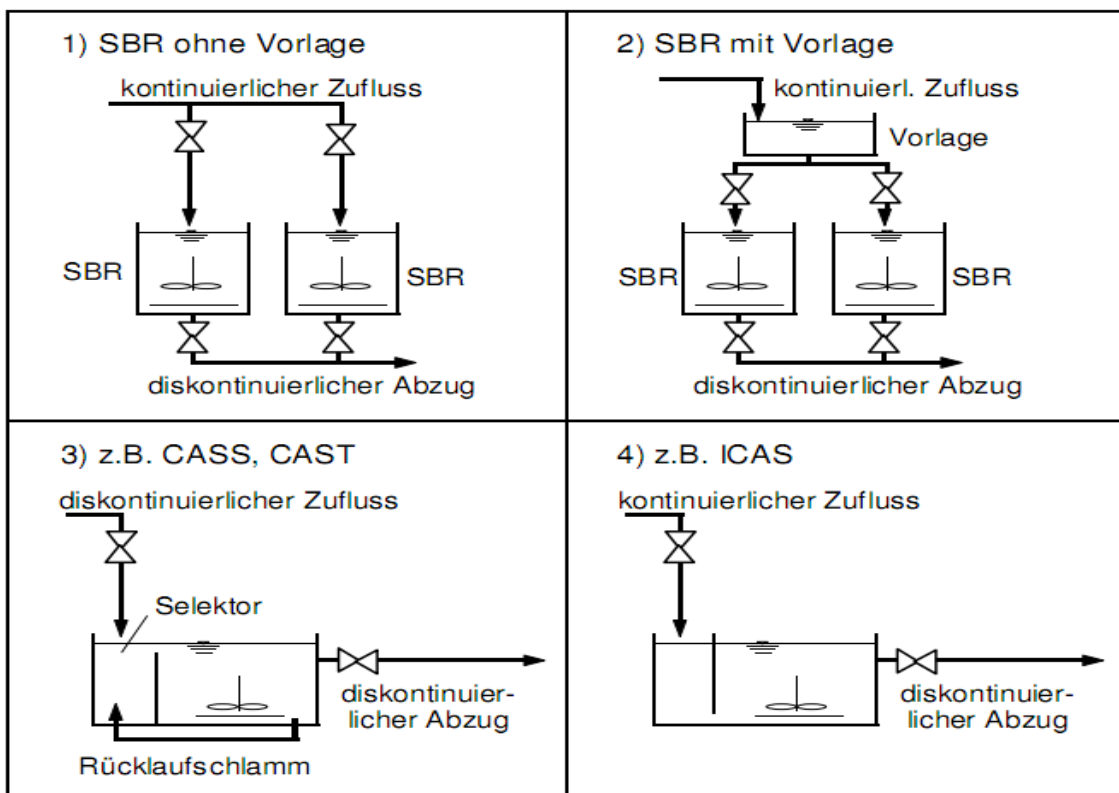 1) SBR ohne Vorlage
kontinuierlicher Zufluss
SBR
SBR
diskontinuierlicher Abzug
2) SBR mit Vorlage
kontinuierl. Zufluss
Vorlage
SBR
SBR
diskontinuierlicher Abzug
3) z.B. CASS, CAST
diskontinuierlicher Zufluss
Selektor
diskontinuier-
licher Abzug
Rücklaufschlamm
4) z.B. ICAS
kontinuierlicher Zufluss
diskontinuier-
licher Abzug